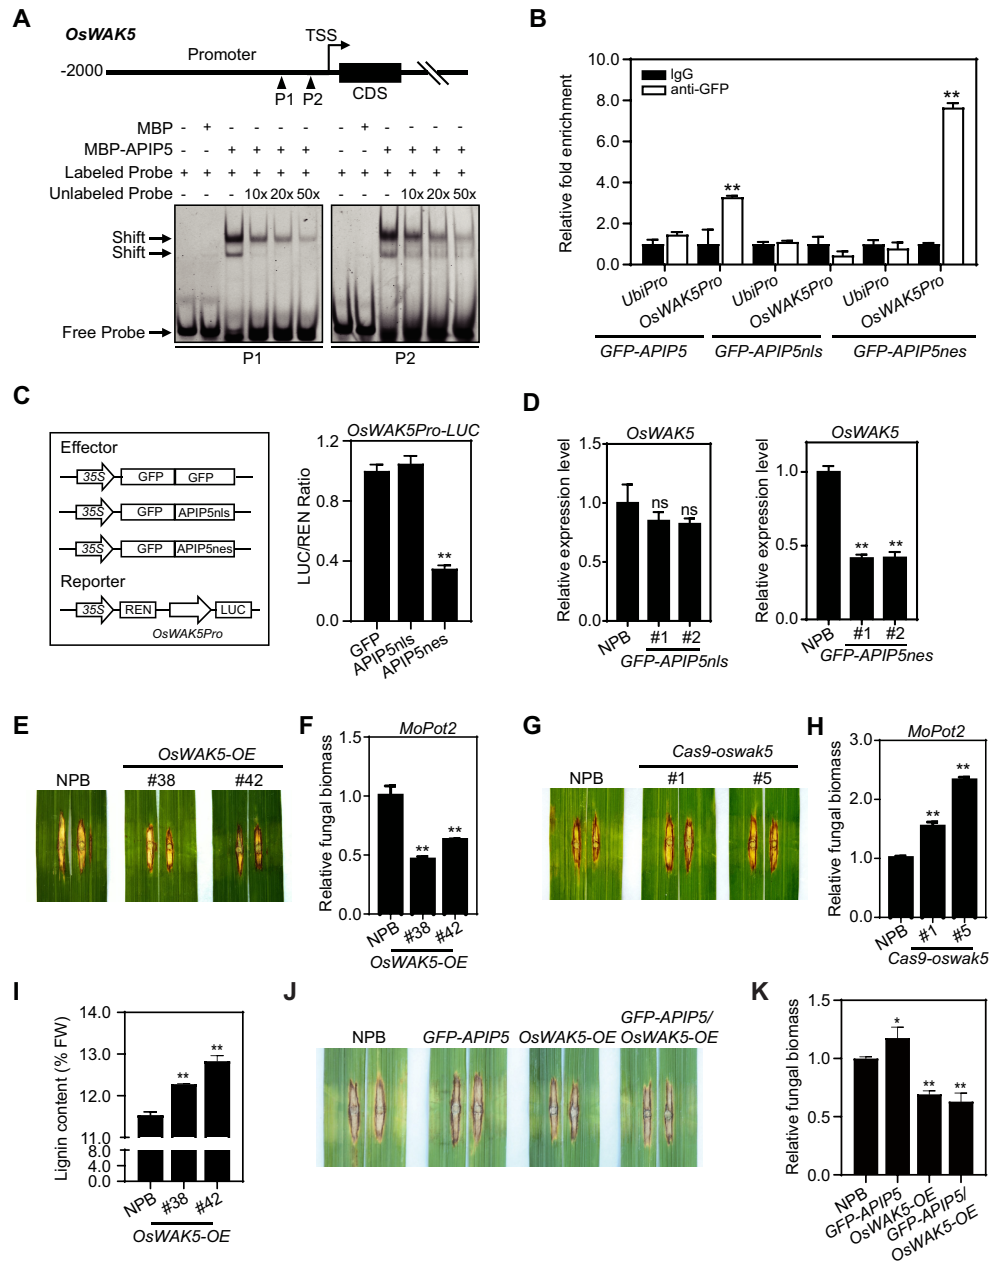 A
OsWAK5
Promoter
TSS
-2000
P1 P2 CDS
MBP - + - - - - - + - - - -
MBP-APIP5 - - + + + + - - + + + +
Labeled Probe + + + + + + + + + + + +
Unlabeled Probe - - - 10x 20x 50x - - - 10x 20x 50x
Shift
Shift
Free Probe
P1 P2
B
Relative fold enrichment
10.0
8.0
6.0
4.0
2.0
0.0
IgG
anti-GFP
**
**
UbiPro OsWAK5Pro UbiPro OsWAK5Pro UbiPro OsWAK5Pro
GFP-APIP5 GFP-APIP5nls GFP-APIP5nes
C
Effector
35S GFP GFP
35S GFP APIP5nls
35S GFP APIP5nes
Reporter
35S REN LUC
OsWAK5Pro
OsWAK5Pro-LUC
LUC/REN Ratio
1.2
0.8
0.4
0.0
**
GFP APIP5nls APIP5nes
D
OsWAK5
Relative expression level
1.5
1.0
0.5
0.0
ns ns
NPB #1 #2
GFP-APIP5nls
OsWAK5
Relative expression level
1.0
0.5
0.0
** **
NPB #1 #2
GFP-APIP5nes
E
OsWAK5-OE
NPB #38 #42
F
MoPot2
Relative fungal biomass
1.5
1.0
0.5
0.0
** **
NPB #38 #42
OsWAK5-OE
G
Cas9-oswak5
NPB #1 #5
H
MoPot2
Relative fungal biomass
3.0
2.0
1.0
0.0
** **
NPB #1 #5
Cas9-oswak5
I
Lignin content (% FW)
14.0
13.0
12.0
11.0
8.0
4.0
0.0
** **
NPB #38 #42
OsWAK5-OE
J
NPB GFP-APIP5 OsWAK5-OE GFP-APIP5/
OsWAK5-OE
K
Relative fungal biomass
1.5
1.0
0.5
0.0
* ** **
NPB GFP-APIP5 OsWAK5-OE GFP-APIP5/
OsWAK5-OE